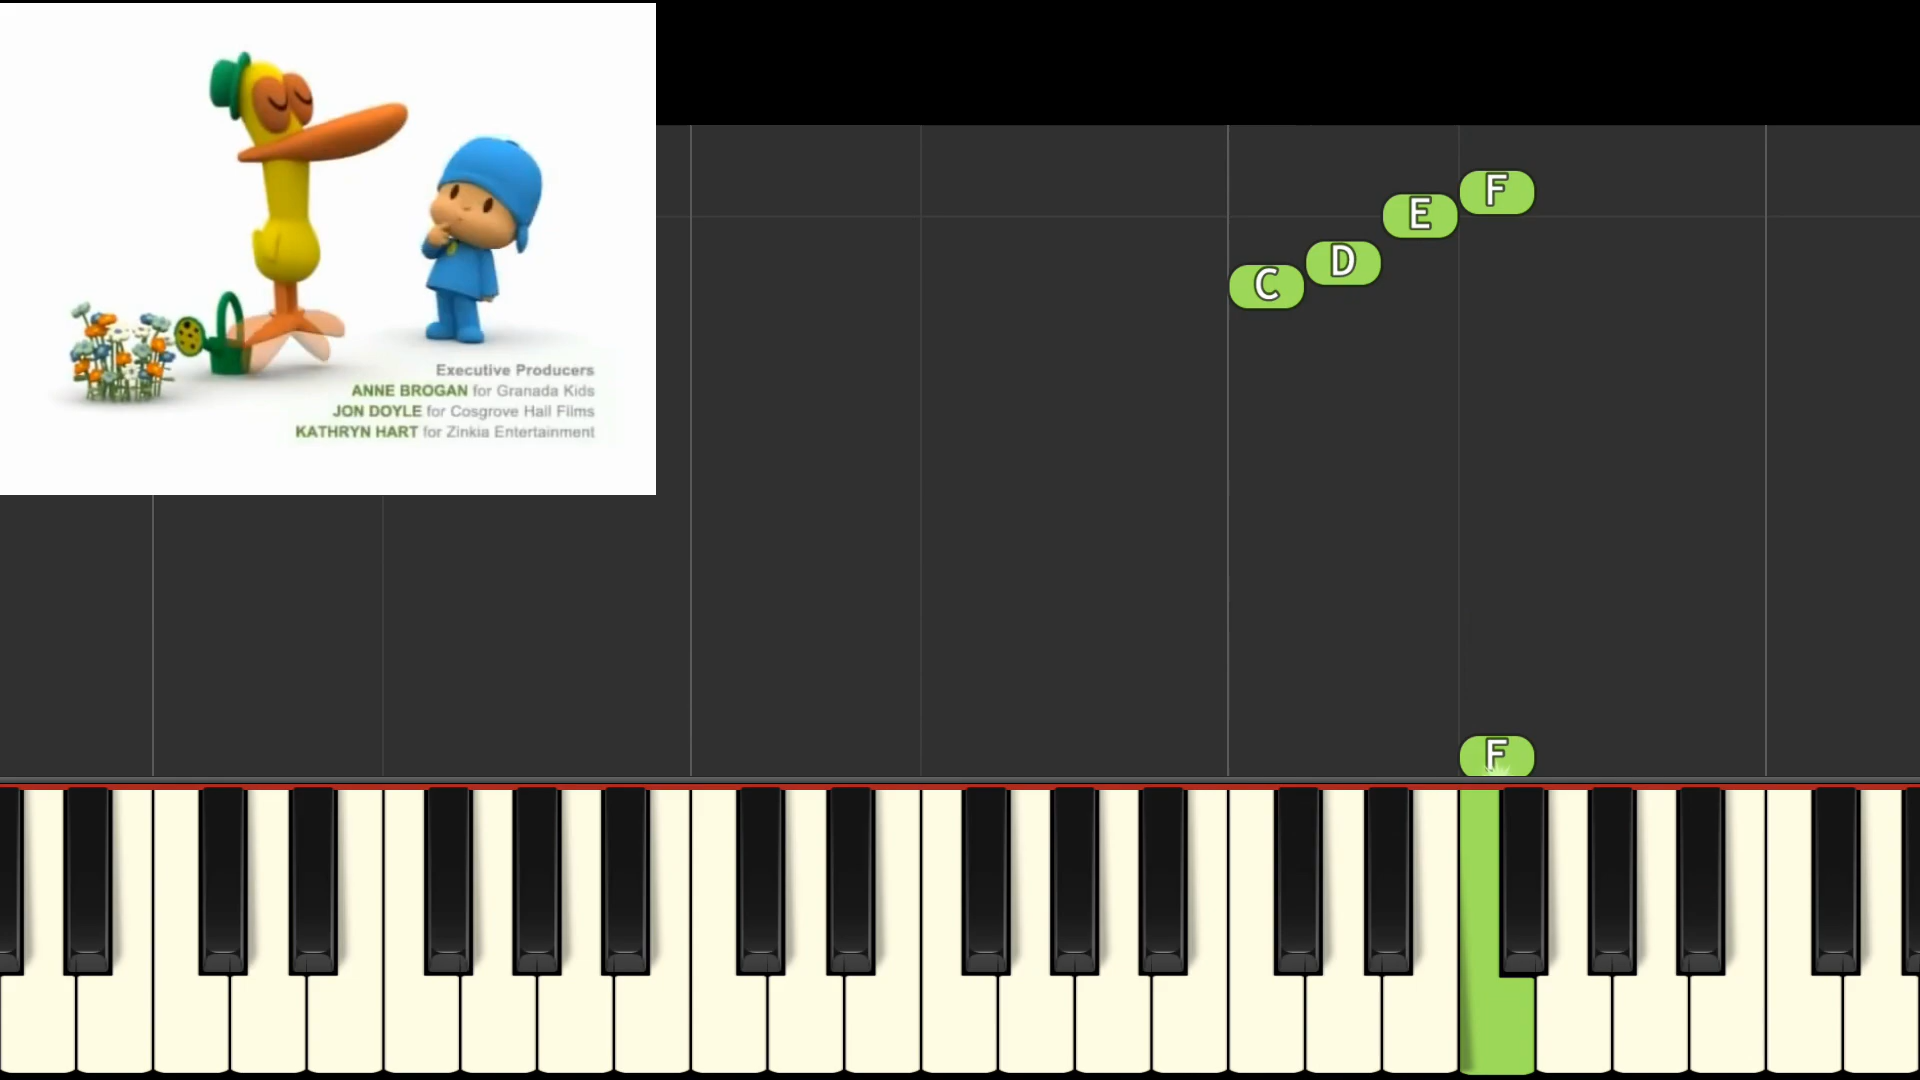 F
E
D
C
Executive Producers
ANNE BROGAN for Granada Kids
JON DOYLE for Cosgrove Hall Films
KATHRYN HART for Zinkia Entertainment
F